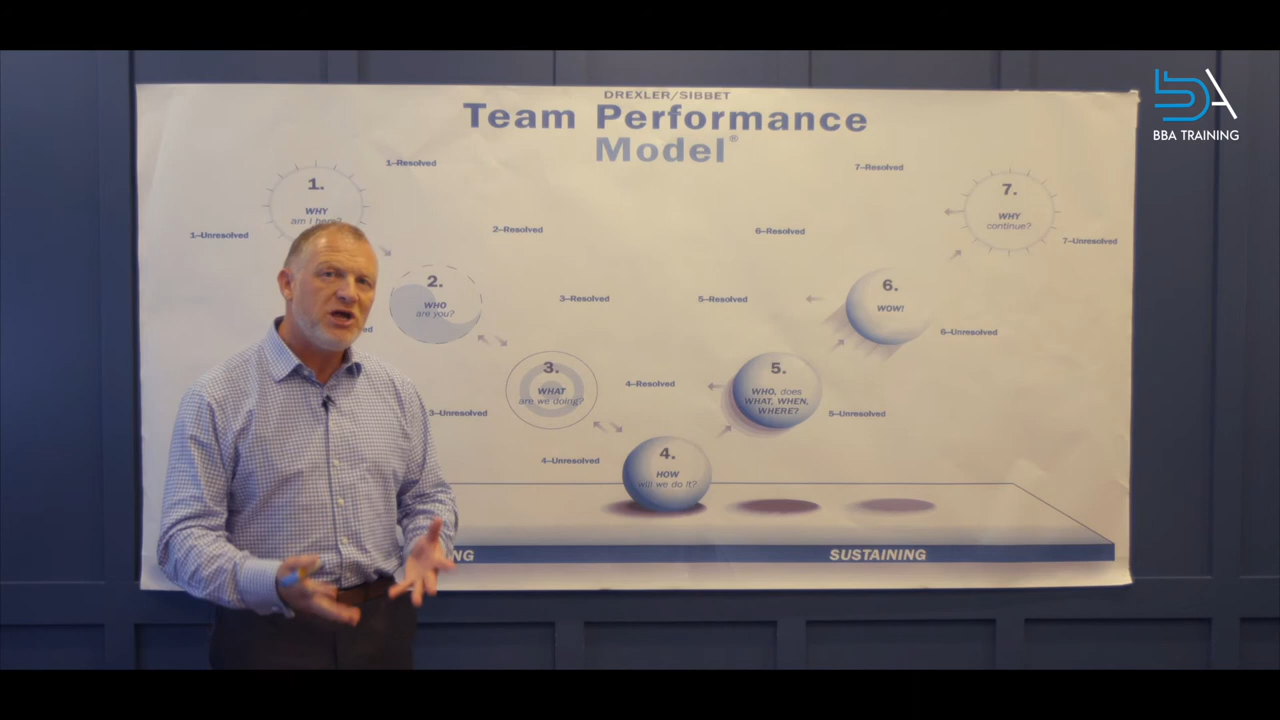 DREXLER/SIBBET
Team Performance
Model®
BBA TRAINING
1–Resolved
7–Resolved
1.
WHY
am I here?
7.
WHY
continue?
1–Unresolved
2–Resolved
6–Resolved
7–Unresolved
2.
WHO
are you?
3–Resolved
5–Resolved
6.
WOW!
6–Unresolved
3.
WHAT
are we doing?
4–Resolved
5.
WHO, does
WHAT, WHEN,
WHERE?
3–Unresolved
5–Unresolved
4–Unresolved
4.
HOW
will we do it?
SUSTAINING